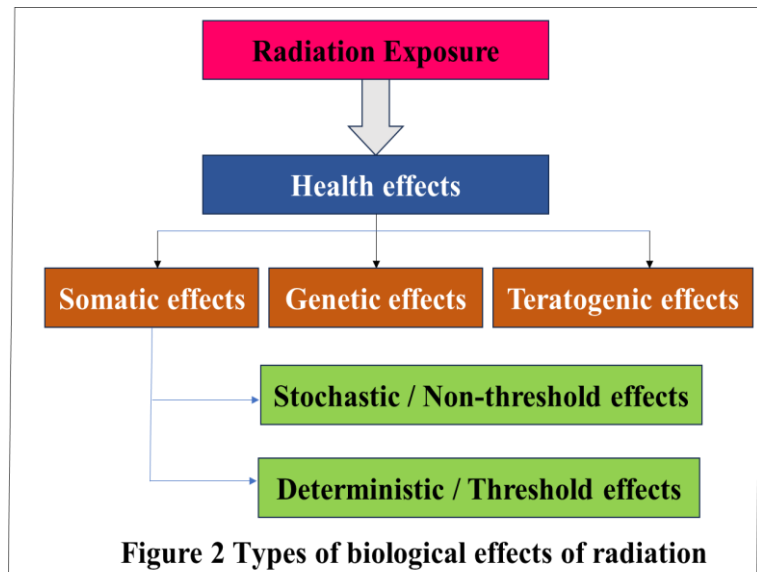 Radiation Exposure
Health effects
Somatic effects
Genetic effects
Teratogenic effects
Stochastic / Non-threshold effects
Deterministic / Threshold effects
Figure 2 Types of biological effects of radiation